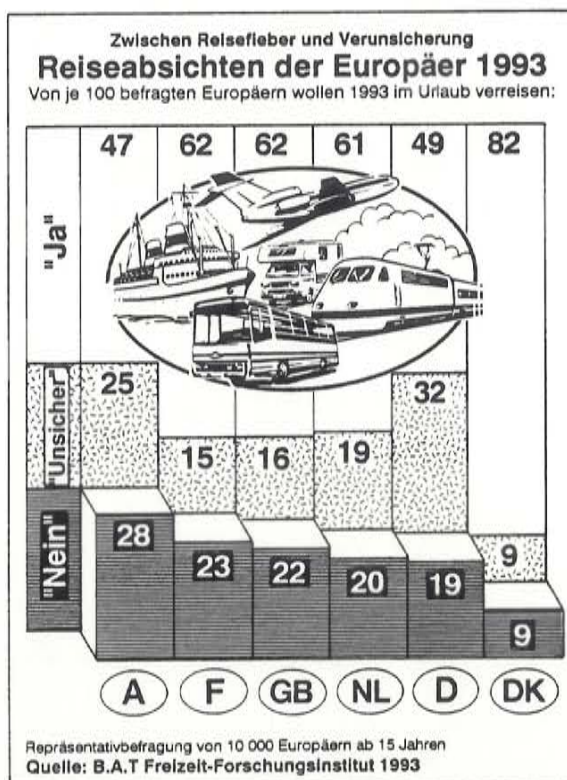 Zwischen Reisefieber und Verunsicherung
Reiseabsichten der Europäer 1993
Von je 100 befragten Europäern wollen 1993 im Urlaub verreisen:
"Ja" 47 62 62 61 49 82
"Unsicher" 25 15 16 19 32 9
"Nein" 28 23 22 20 19 9
A F GB NL D DK
Repräsentativbefragung von 10 000 Europäern ab 15 Jahren
Quelle: B.A.T Freizeit-Forschungsinstitut 1993